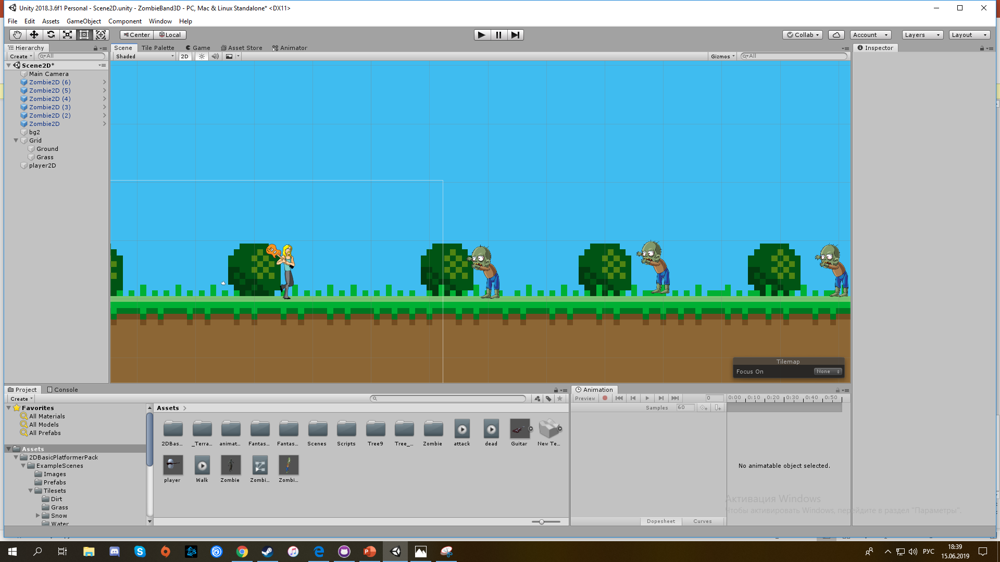 Unity 2018.3.6f1 Personal - Scene2D.unity - ZombieBand3D - PC, Mac & Linux Standalone* <DX11>
File Edit Assets GameObject Component Window Help
Center Local Collab Account Layers Layout
Hierarchy
Create All
Scene2D*
Main Camera
Zombie2D (6)
Zombie2D (5)
Zombie2D (4)
Zombie2D (3)
Zombie2D (2)
Zombie2D
bg2
Grid
Ground
Grass
player2D
Scene Tile Palette Game Asset Store Animator
Shaded 2D Gizmos All
Inspector
Tilemap
Focus On None
Project Console
Create
Favorites
All Materials
All Models
All Prefabs
Assets
2DBasicPlatformerPack
ExampleScenes
Images
Prefabs
Tilesets
Dirt
Grass
Snow
Water
Assets
2DBas... _Terra... animat... Fantas... Fantas... Scenes Scripts Tree9 Tree_... Zombie attack dead Guitar New Te...
player Walk Zombie Zombi... Zombi...
Animation
Preview 0 0:00 0:10 0:20 0:30 0:40 0:50
Samples 60
No animatable object selected.
Dopesheet Curves
Активация Windows
Чтобы активировать Windows, перейдите в раздел "Параметры".
РУС
18:39
15.06.2019